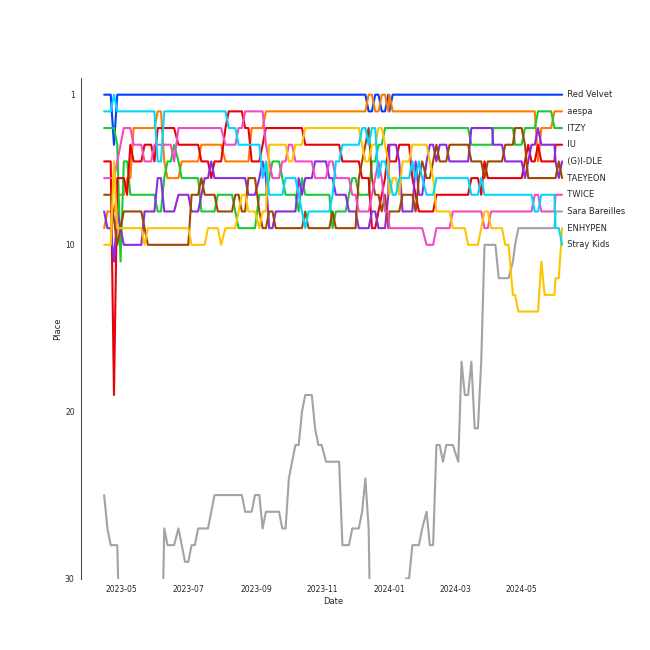 1
10
20
30
Place
2023-05
2023-07
2023-09
2023-11
2024-01
2024-03
2024-05
Date
Red Velvet
aespa
ITZY
IU
(G)I-DLE
TAEYEON
TWICE
Sara Bareilles
ENHYPEN
Stray Kids